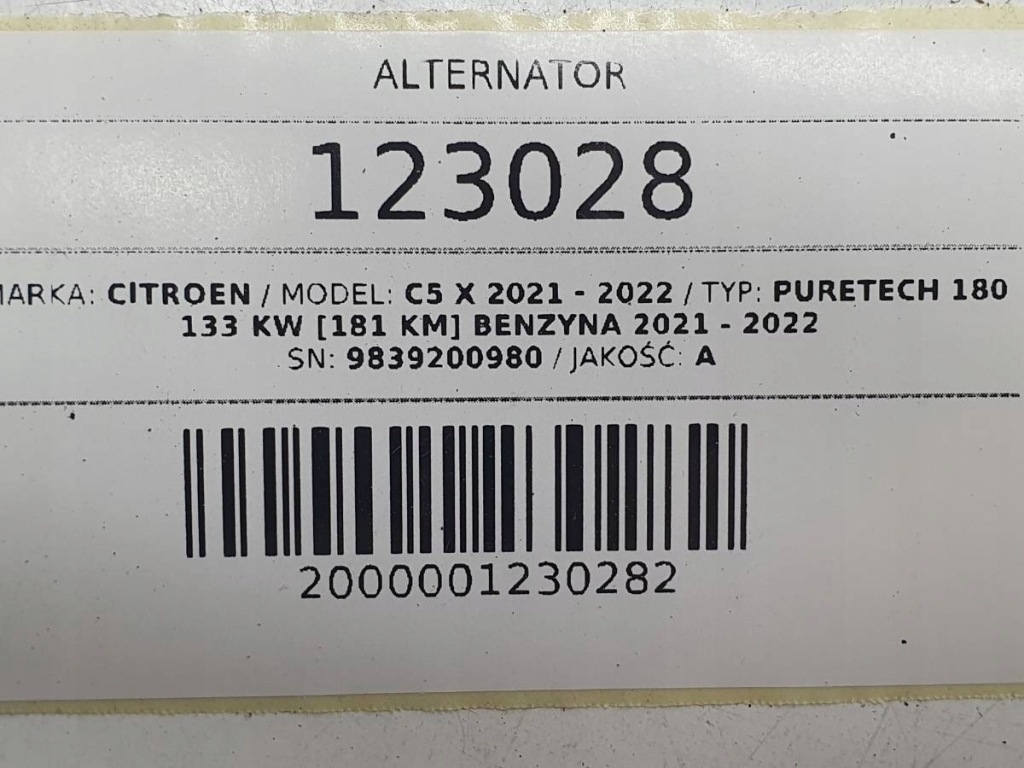 ALTERNATOR
123028
MARKA: CITROEN / MODEL: C5 X 2021 - 2022 / TYP: PURETECH 180
133 KW [181 KM] BENZYNA 2021 - 2022
SN: 9839200980 / JAKOŚĆ: A
2000001230282